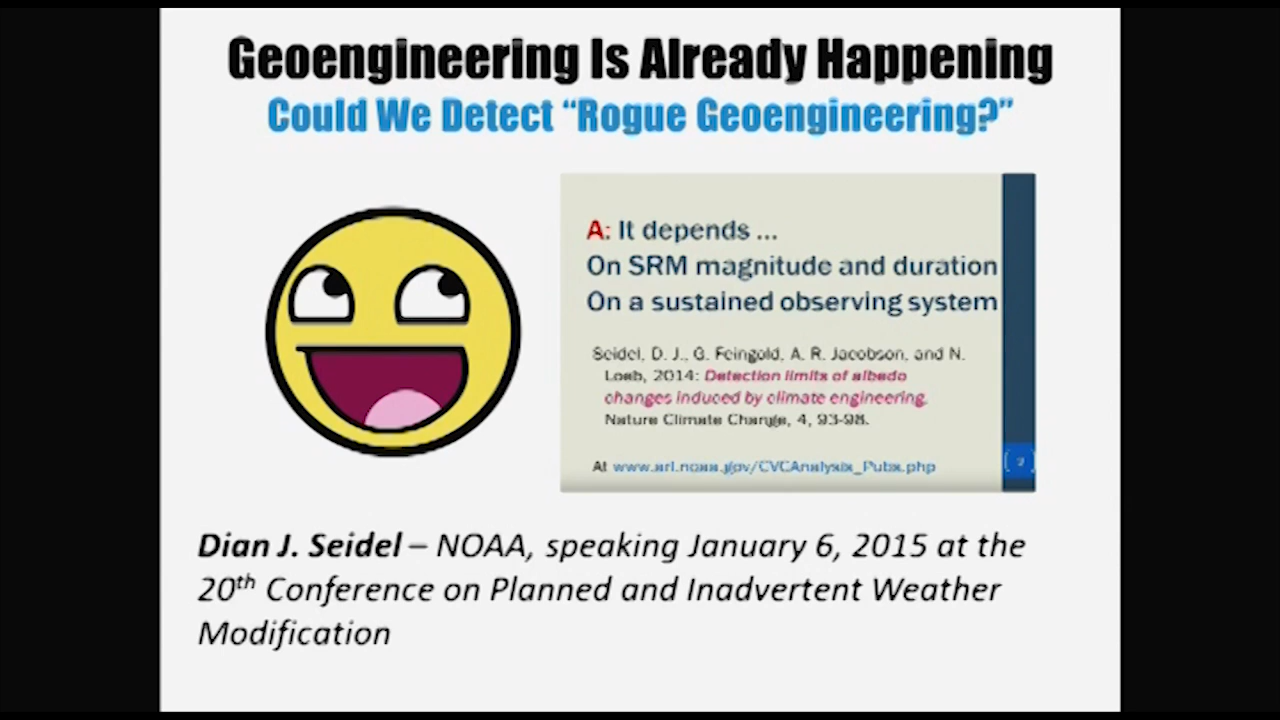 Geoengineering Is Already Happening
Could We Detect “Rogue Geoengineering?”
A: It depends ...
On SRM magnitude and duration
On a sustained observing system
Seidel, D. J., G. Feingold, A. R. Jacobson, and N.
Loeb, 2014: Detection limits of albedo
changes induced by climate engineering.
Nature Climate Change, 4, 93-98.
At www.arl.noaa.gov/CVCAnalysis_Pubs.php
Dian J. Seidel – NOAA, speaking January 6, 2015 at the
20th Conference on Planned and Inadvertent Weather
Modification